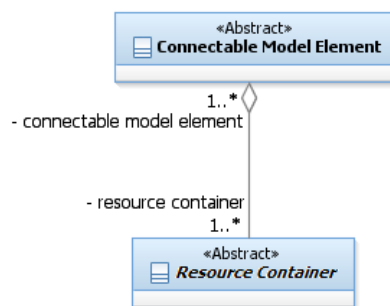 «Abstract»
Connectable Model Element
1..*
- connectable model element
- resource container
1..*
«Abstract»
Resource Container